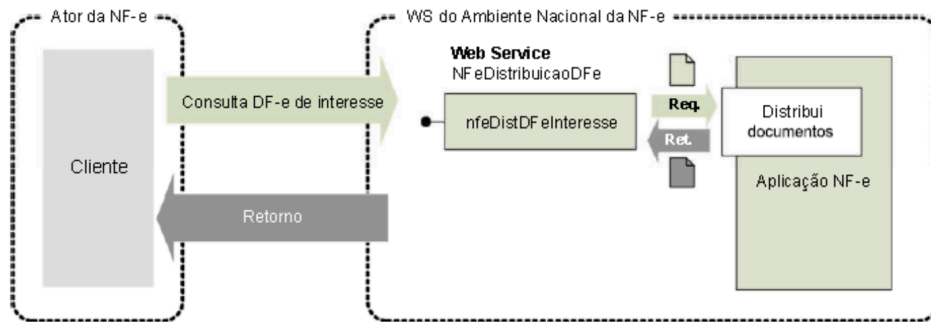 Ator da NF-e
WS do Ambiente Nacional da NF-e
Web Service
NFeDistribuicaoDFe
Consulta DF-e de interesse
nfeDistDFeInteresse
Req.
Ret.
Distribui
documentos
Cliente
Aplicação NF-e
Retorno